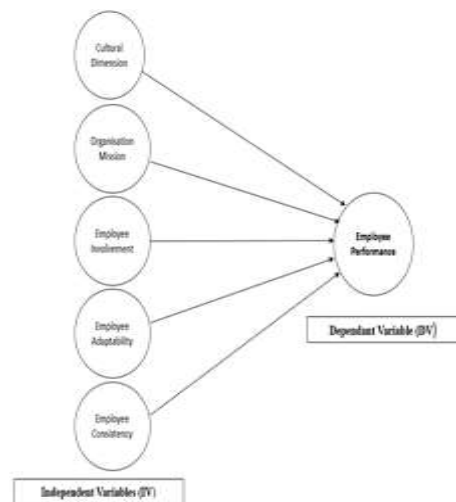 Cultural
Dimension
Organisation
Mission
Employee
Involvement
Employee
Adaptability
Employee
Consistency
Employee
Performance
Dependant Variable (DV)
Independent Variables (IV)